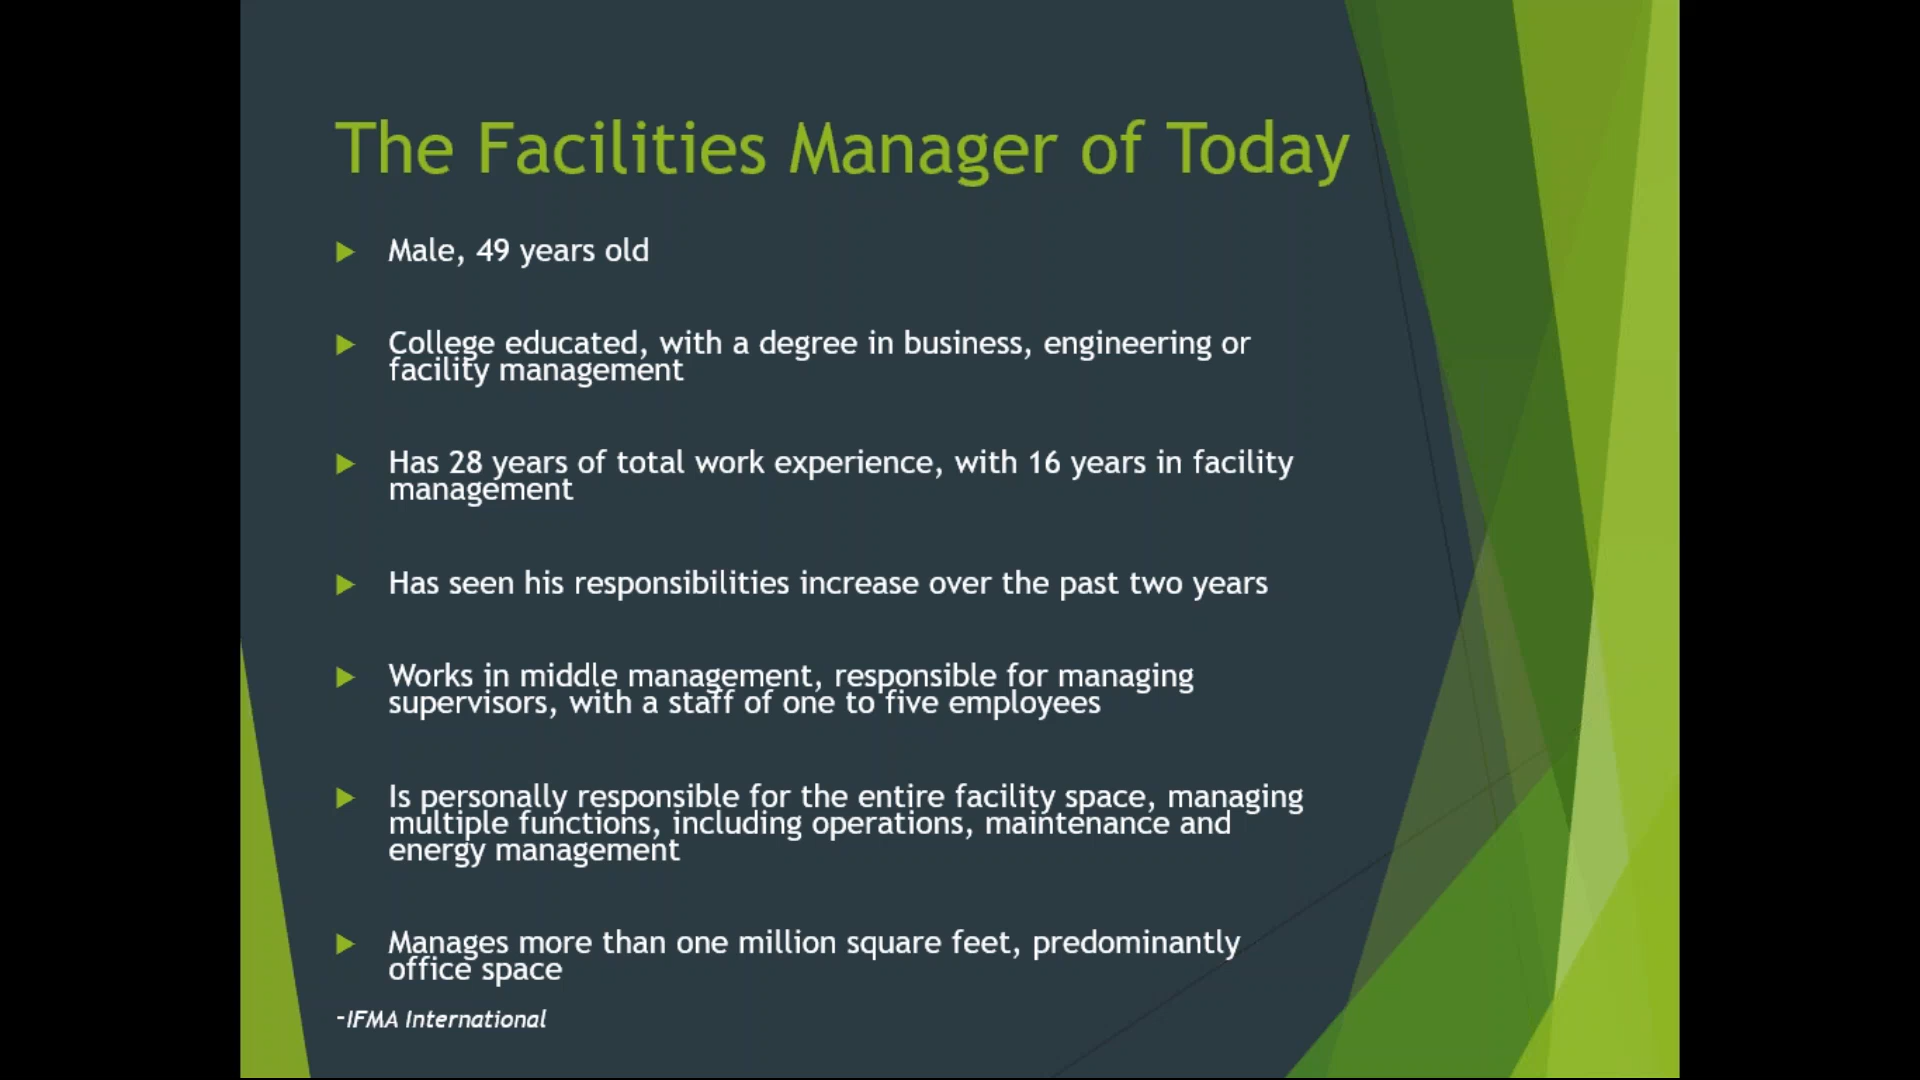 The Facilities Manager of Today
Male, 49 years old
College educated, with a degree in business, engineering or
facility management
Has 28 years of total work experience, with 16 years in facility
management
Has seen his responsibilities increase over the past two years
Works in middle management, responsible for managing
supervisors, with a staff of one to five employees
Is personally responsible for the entire facility space, managing
multiple functions, including operations, maintenance and
energy management
Manages more than one million square feet, predominantly
office space
-IFMA International